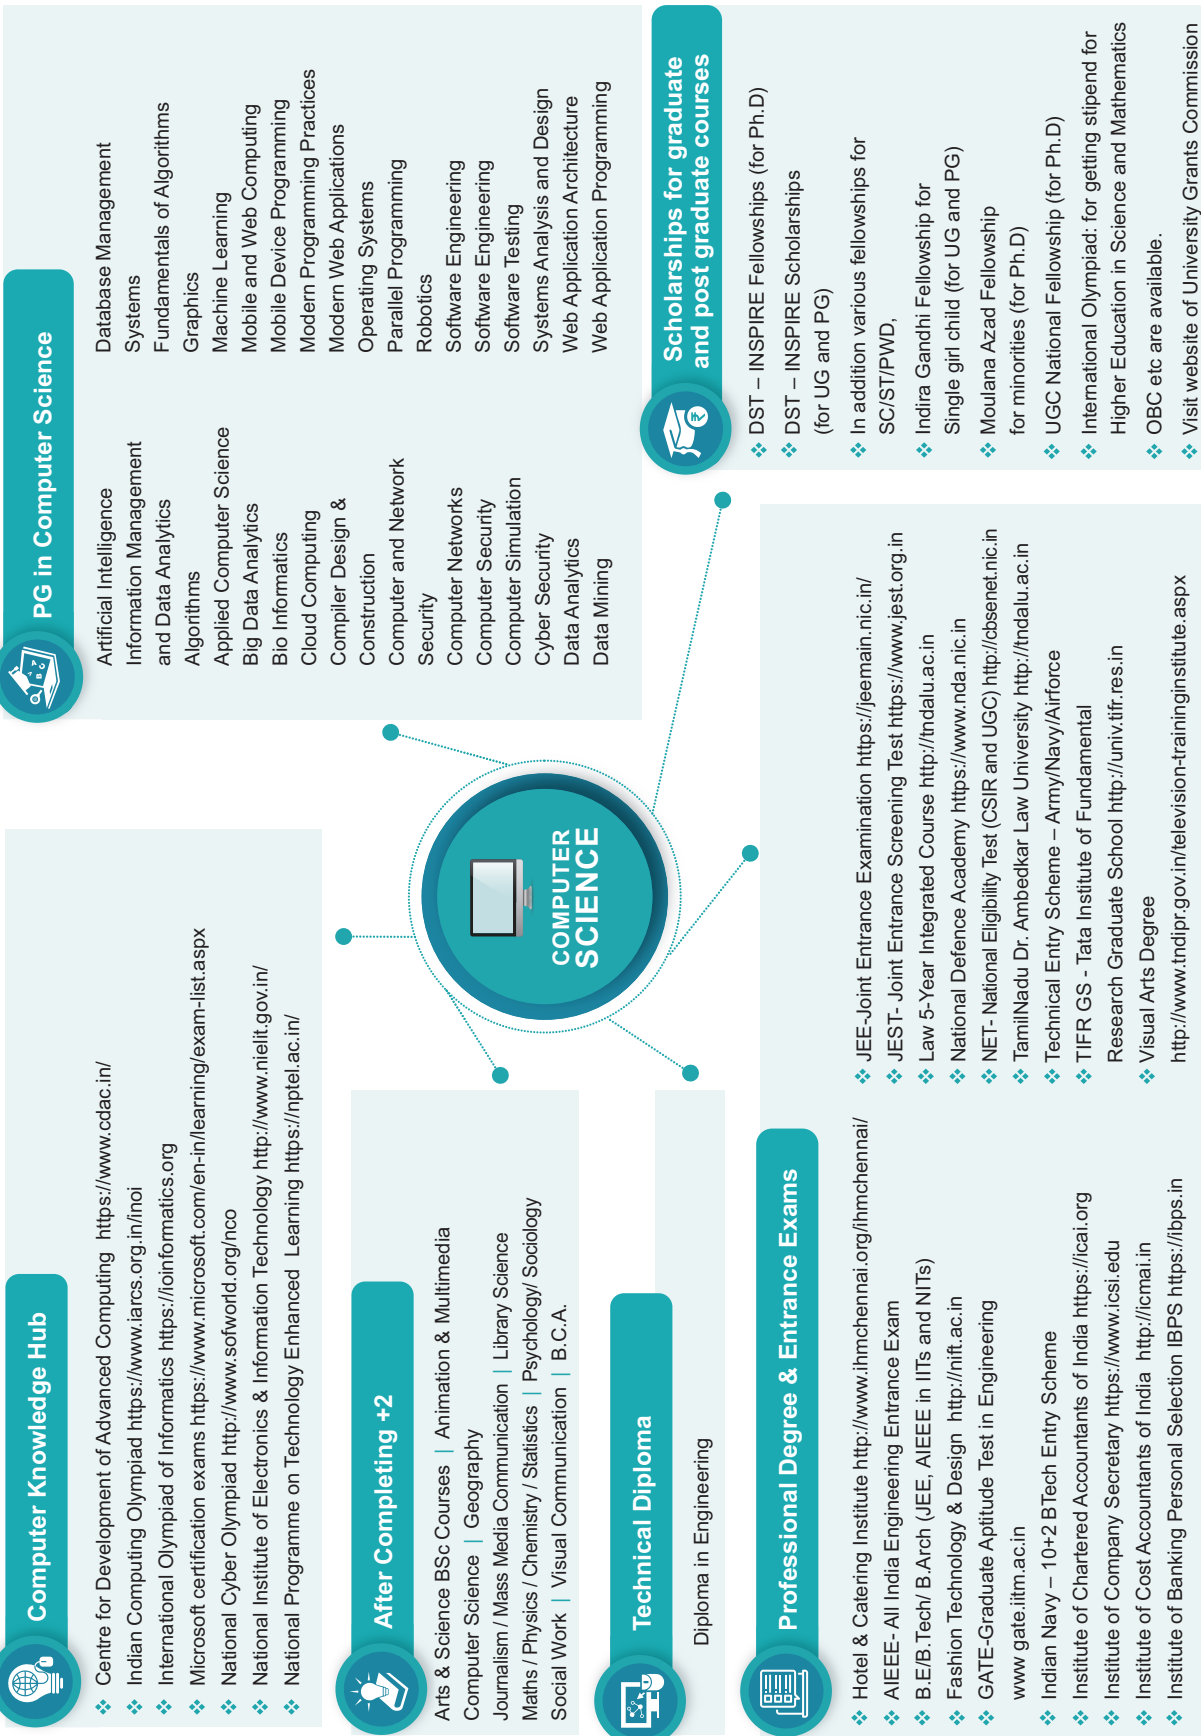 Computer Knowledge Hub
Centre for Development of Advanced Computing https://www.cdac.in/
Indian Computing Olympiad https://www.iarcs.org.in/inoi
International Olympiad of Informatics https://ioinformatics.org
Microsoft certification exams https://www.microsoft.com/en-in/learning/exam-list.aspx
National Cyber Olympiad http://www.sofworld.org/nco
National Institute of Electronics & Information Technology http://www.nielit.gov.in/
National Programme on Technology Enhanced Learning https://nptel.ac.in/
PG in Computer Science
Artificial Intelligence
Information Management
and Data Analytics
Algorithms
Applied Computer Science
Big Data Analytics
Bio Informatics
Cloud Computing
Compiler Design &
Construction
Computer and Network
Security
Computer Networks
Computer Security
Computer Simulation
Cyber Security
Data Analytics
Data Mining
Database Management
Systems
Fundamentals of Algorithms
Graphics
Machine Learning
Mobile and Web Computing
Mobile Device Programming
Modern Programming Practices
Modern Web Applications
Operating Systems
Parallel Programming
Robotics
Software Engineering
Software Engineering
Software Testing
Systems Analysis and Design
Web Application Architecture
Web Application Programming
After Completing +2
Arts & Science BSc Courses | Animation & Multimedia
Computer Science | Geography
Journalism / Mass Media Communication | Library Science
Maths / Physics / Chemistry / Statistics | Psychology/ Sociology
Social Work | Visual Communication | B.C.A.
COMPUTER
SCIENCE
Technical Diploma
Diploma in Engineering
Scholarships for graduate
and post graduate courses
DST – INSPIRE Fellowships (for Ph.D)
DST – INSPIRE Scholarships
(for UG and PG)
In addition various fellowships for
SC/ST/PWD,
Indira Gandhi Fellowship for
Single girl child (for UG and PG)
Moulana Azad Fellowship
for minorities (for Ph.D)
UGC National Fellowship (for Ph.D)
International Olympiad: for getting stipend for
Higher Education in Science and Mathematics
OBC etc are available.
Visit website of University Grants Commission
Professional Degree & Entrance Exams
Hotel & Catering Institute http://www.ihmchennai.org/ihmchennai/
AIEEE- All India Engineering Entrance Exam
B.E/B.Tech/ B.Arch (JEE, AIEEE in IITs and NITs)
Fashion Technology & Design http://nift.ac.in
GATE-Graduate Aptitude Test in Engineering
www gate.iitm.ac.in
Indian Navy – 10+2 BTech Entry Scheme
Institute of Chartered Accountants of India https://icai.org
Institute of Company Secretary https://www.icsi.edu
Institute of Cost Accountants of India http://icmai.in
Institute of Banking Personal Selection IBPS https://ibps.in
JEE-Joint Entrance Examination https://jeemain.nic.in/
JEST- Joint Entrance Screening Test https://www.jest.org.in
Law 5-Year Integrated Course http://tndalu.ac.in
National Defence Academy https://www.nda.nic.in
NET- National Eligibility Test (CSIR and UGC) http://cbsenet.nic.in
TamilNadu Dr. Ambedkar Law University http://tndalu.ac.in
Technical Entry Scheme – Army/Navy/Airforce
TIFR GS - Tata Institute of Fundamental
Research Graduate School http://univ.tifr.res.in
Visual Arts Degree
http://www.tndipr.gov.in/television-traininginstitute.aspx